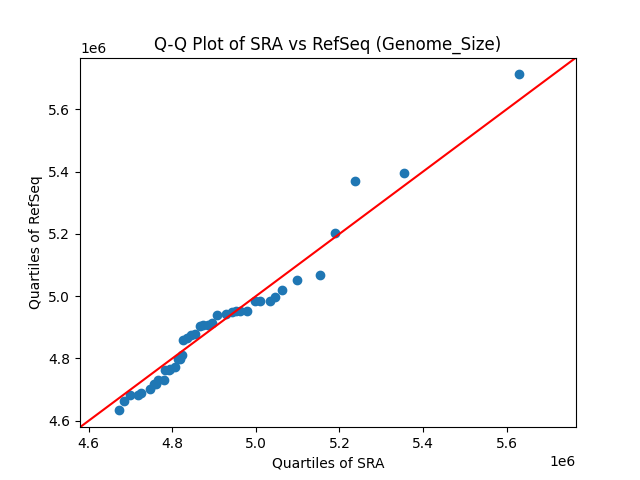 Q-Q Plot of SRA vs RefSeq (Genome_Size)
1e6
5.6
5.4
5.2
5.0
4.8
4.6
Quartiles of RefSeq
4.6 4.8 5.0 5.2 5.4 5.6
Quartiles of SRA
1e6